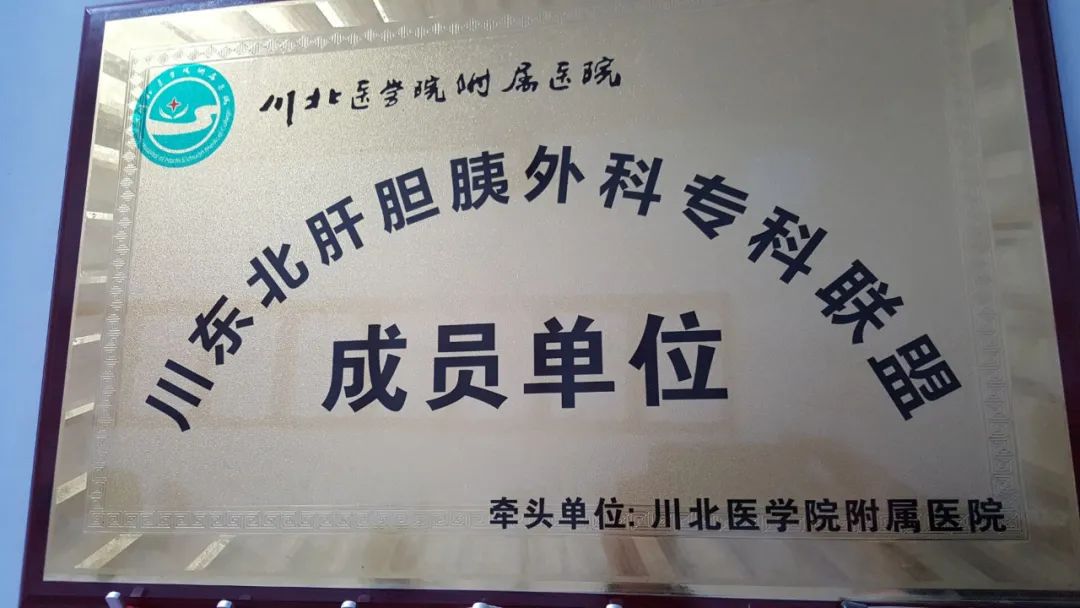 川北医学院附属医院
川东北肝胆胰外科专科联盟
成员单位
牵头单位:川北医学院附属医院